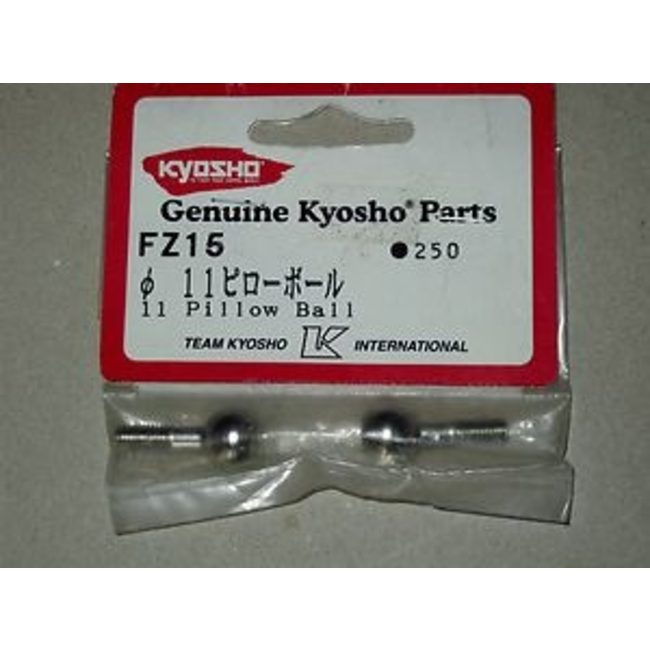 KYOSHO
Genuine Kyosho® Parts
FZ15 ●250
φ 11ピローボール
11 Pillow Ball
TEAM KYOSHO K INTERNATIONAL